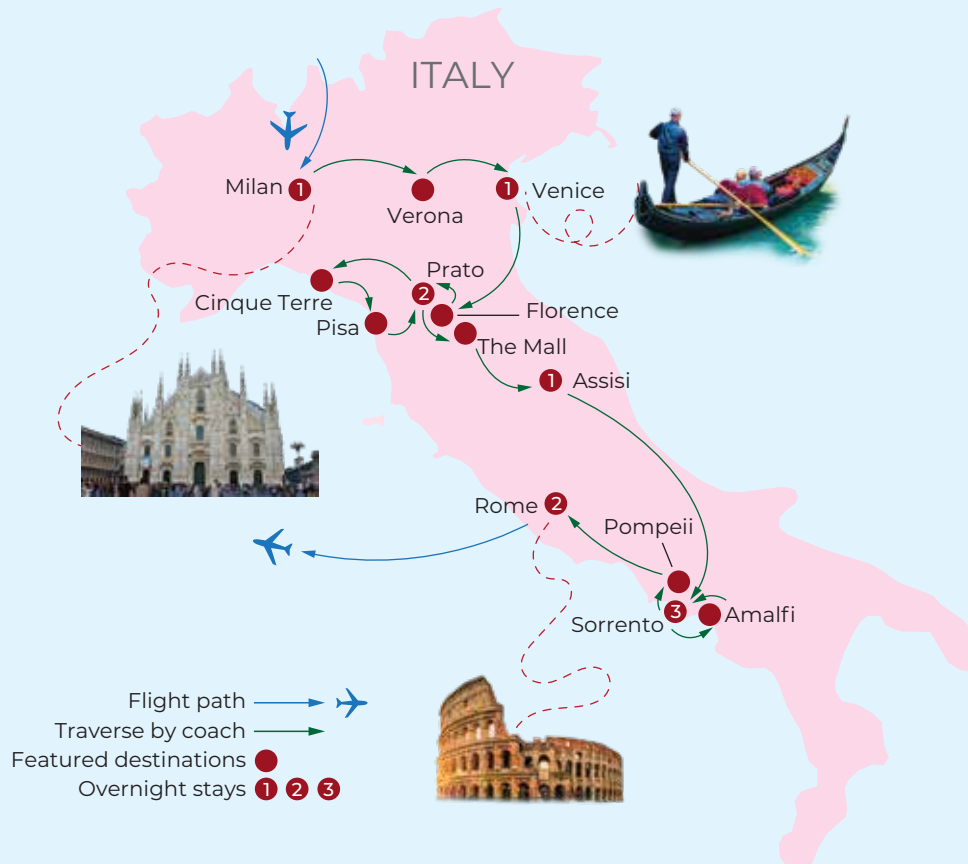 ITALY
Milan 1
Verona
1 Venice
Prato
2
Cinque Terre
Florence
Pisa
The Mall
1 Assisi
Rome 2
Pompeii
Sorrento 3
Amalfi
Flight path
Traverse by coach
Featured destinations
Overnight stays 1 2 3